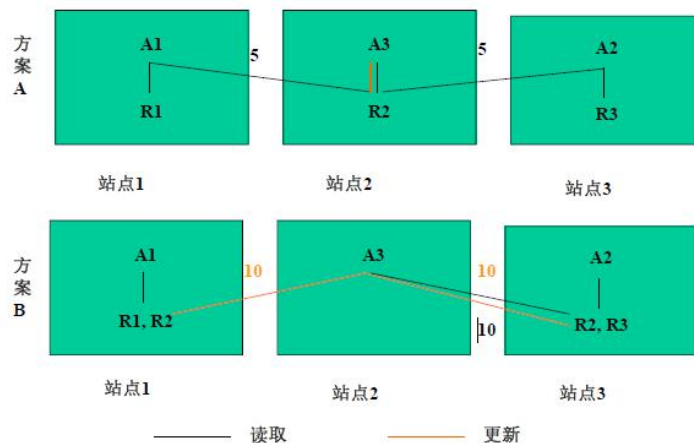 方案A
A1 5 A3 5 A2
R1 R2 R3
站点1 站点2 站点3
方案B
A1 10 A3 10 A2
R1, R2 10 R2, R3
站点1 站点2 站点3
读取 更新